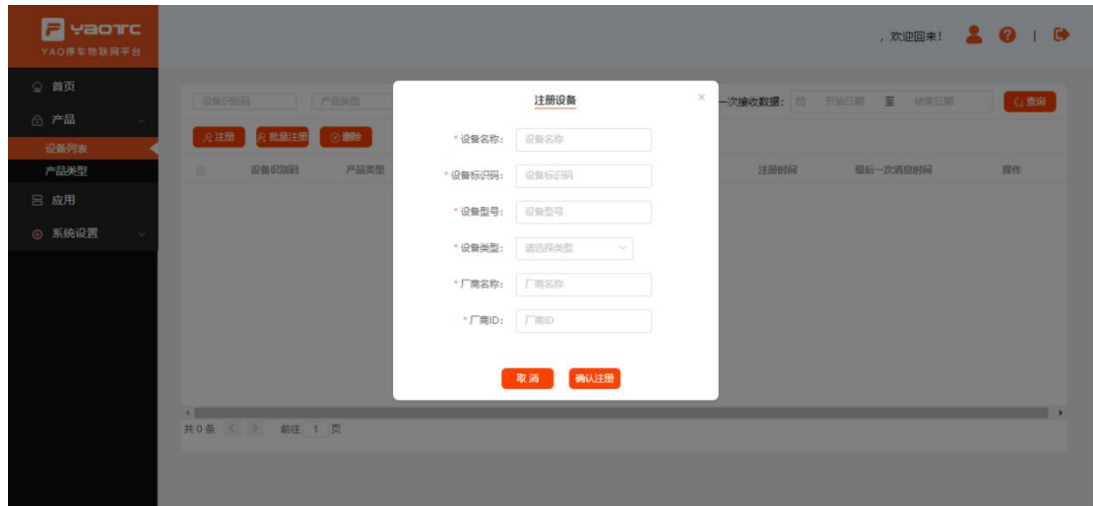 YAOTC
YAO停车物联网平台
，欢迎回来！
首页
产品
设备列表
产品类型
应用
系统设置
设备识别码
产品类型
一次接收数据：
开始日期 至 结束日期
查询
注册
批量注册
删除
设备识别码 产品类型 注册时间 最后一次消息时间 操作
注册设备
* 设备名称： 设备名称
* 设备标识码： 设备标识码
* 设备型号： 设备型号
* 设备类型： 请选择类型
* 厂商名称： 厂商名称
* 厂商ID： 厂商ID
取 消 确认注册
共 0 条 前往 1 页